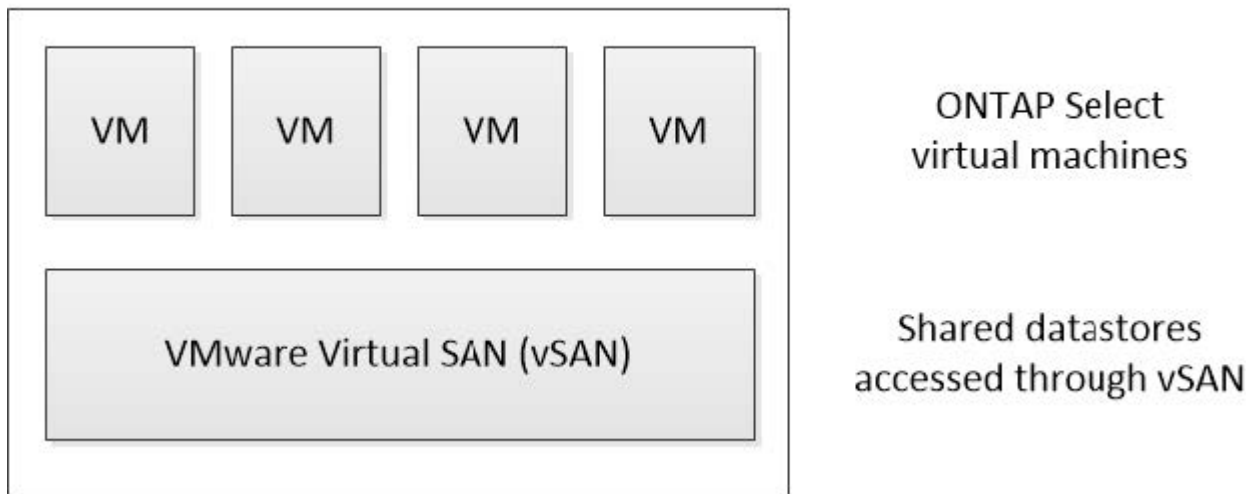 VM VM VM VM
ONTAP Select
virtual machines
VMware Virtual SAN (vSAN)
Shared datastores
accessed through vSAN